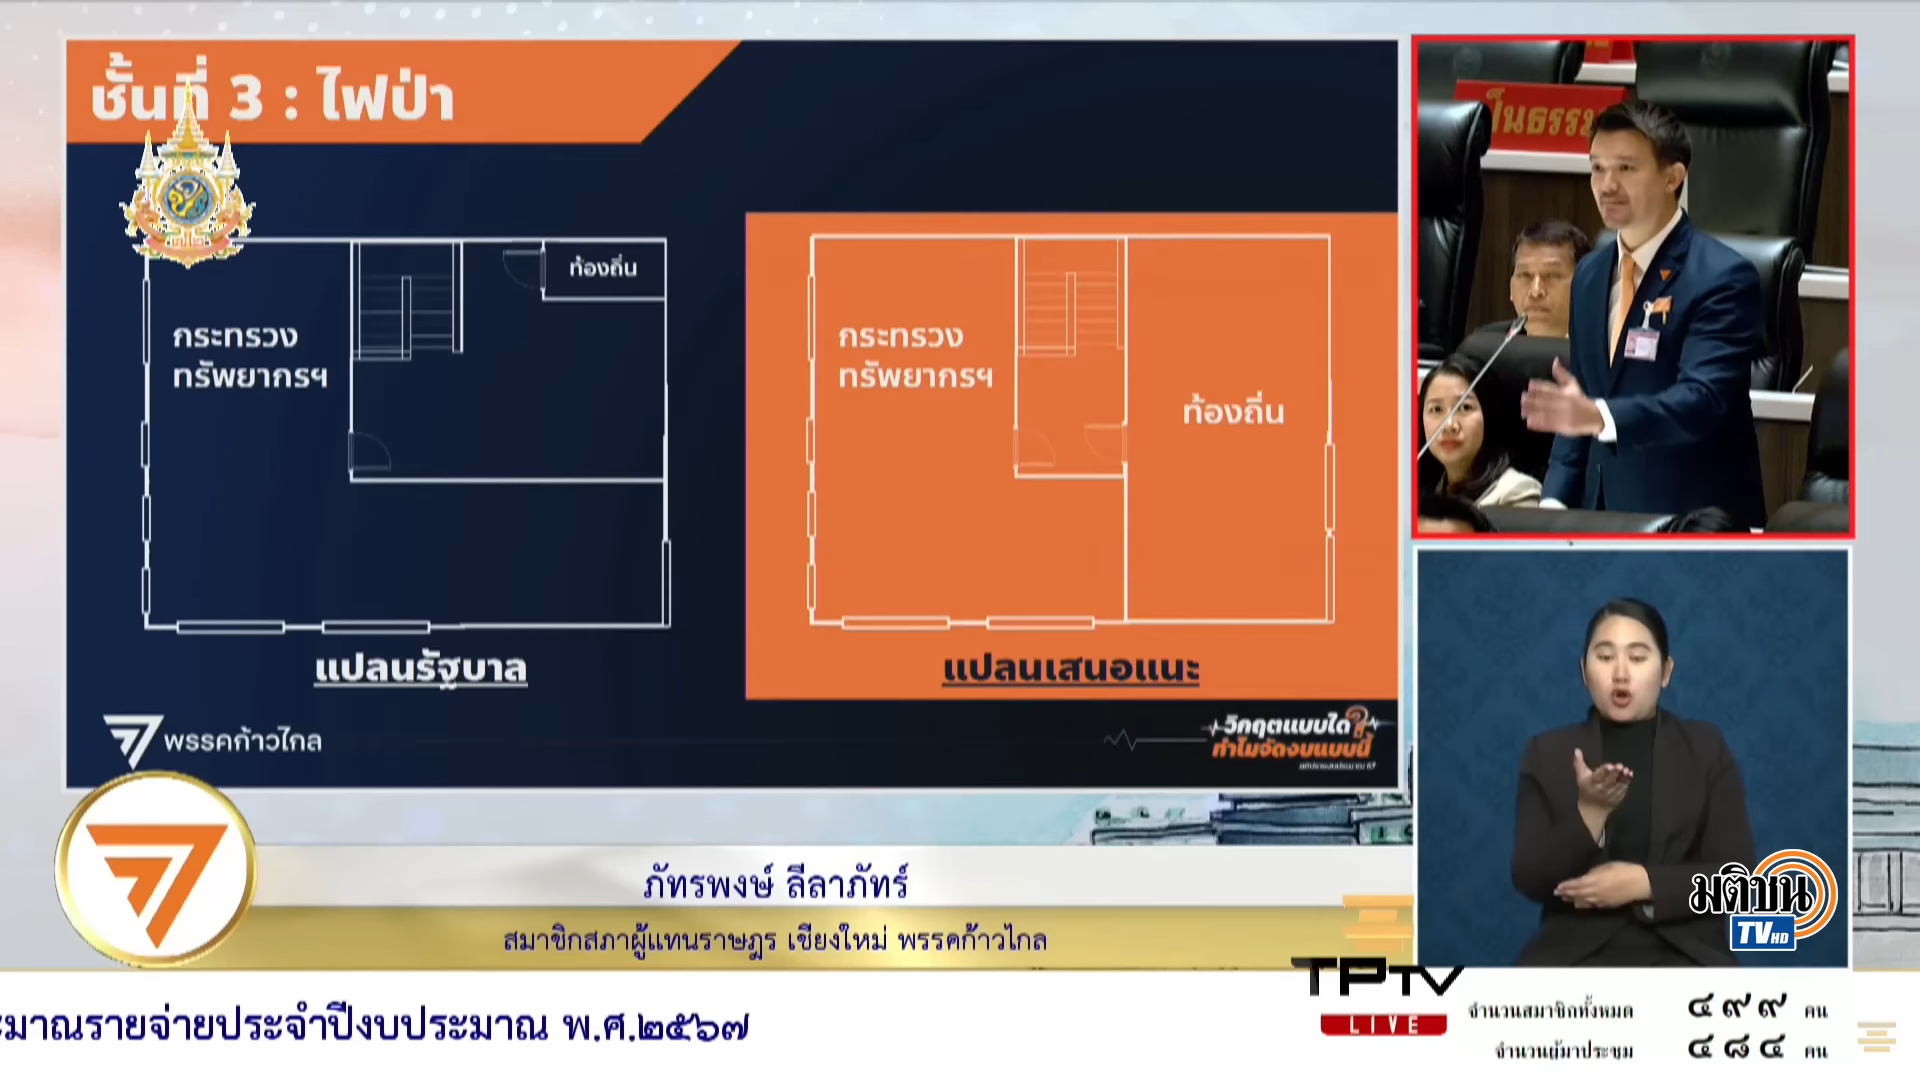 ชั้นที่ 3 : ไฟป่า
ท้องถิ่น
กระทรวง
ทรัพยากรฯ
แปลนรัฐบาล
กระทรวง
ทรัพยากรฯ
ท้องถิ่น
แปลนเสนอแนะ
พรรคก้าวไกล
วิกฤตแบบใด?
ทำไมจัดงบแบบนี้
ป็นธรรม
ภัทรพงษ์ ลีลาภัทร์
สมาชิกสภาผู้แทนราษฎร เชียงใหม่ พรรคก้าวไกล
มติชน
TV HD
TPTV
LIVE
ะมาณรายจ่ายประจำปีงบประมาณ พ.ศ.๒๕๖๗
จำนวนสมาชิกทั้งหมด ๔๙๙ คน
จำนวนผู้มาประชุม ๔๘๔ คน